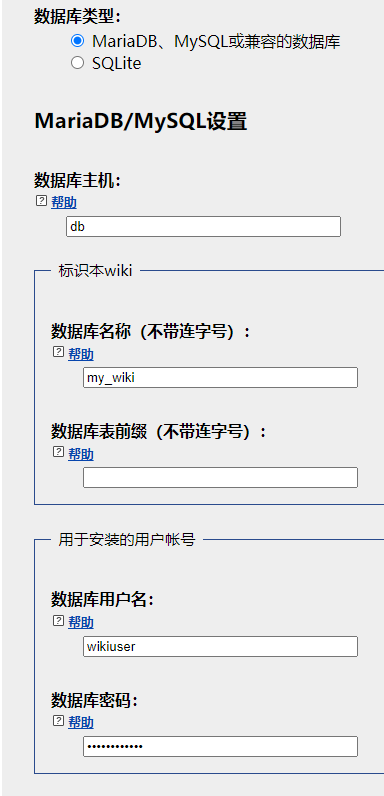 数据库类型：
MariaDB、MySQL或兼容的数据库
SQLite
MariaDB/MySQL设置
数据库主机：
? 帮助
db
标识本wiki
数据库名称（不带连字号）：
? 帮助
my_wiki
数据库表前缀（不带连字号）：
? 帮助
用于安装的用户帐号
数据库用户名：
? 帮助
wikiuser
数据库密码：
? 帮助
••••••••••••